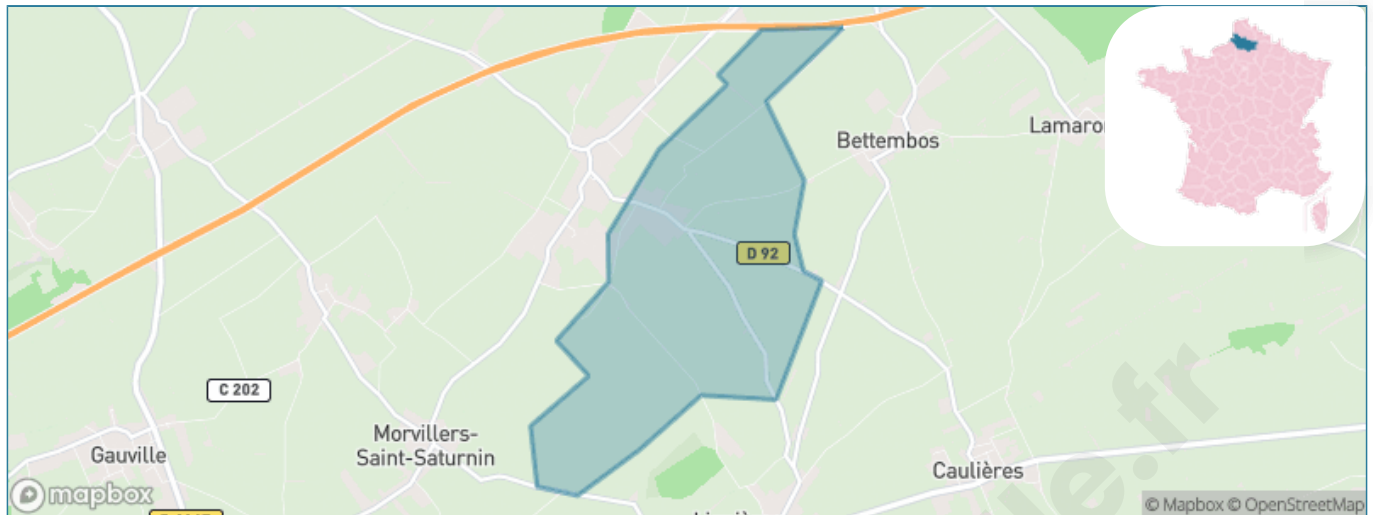 Bettembos
D 92
C 202
Morvillers-
Saint-Saturnin
Gauville
Caulières
mapbox
© Mapbox © OpenStreetMap